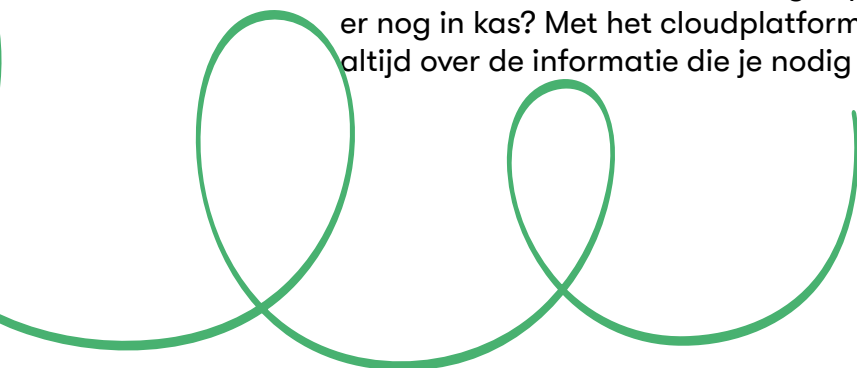 er nog in kas? Met het cloudplatform
altijd over de informatie die je nodig